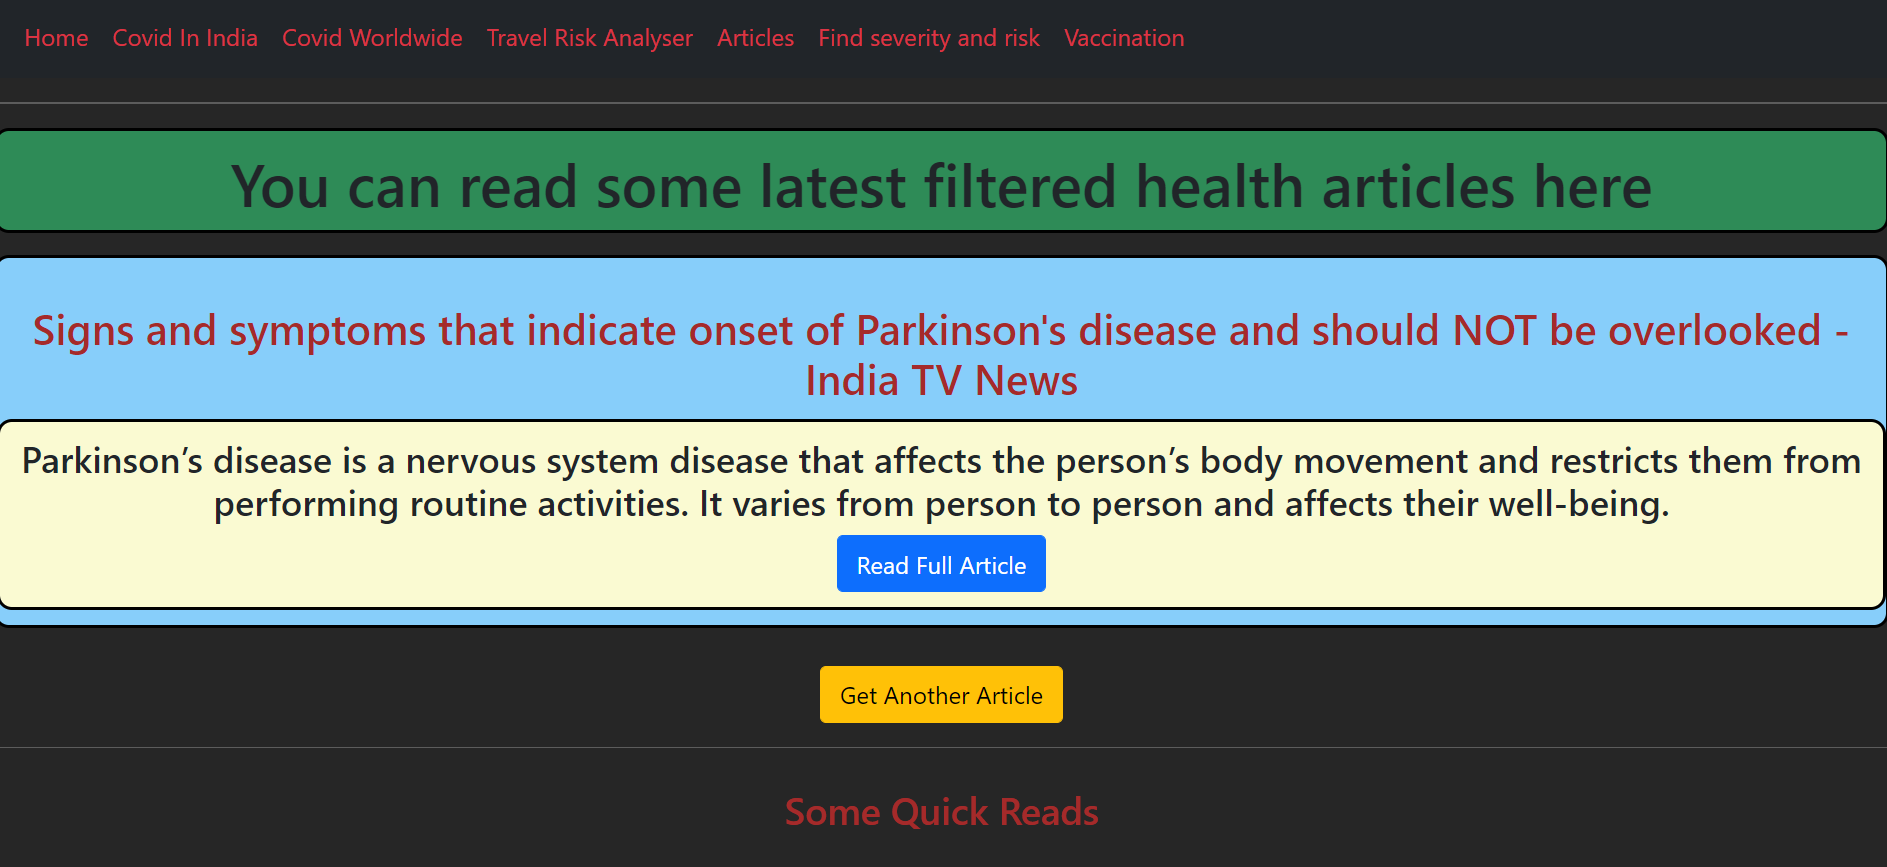 Home Covid In India Covid Worldwide Travel Risk Analyser Articles Find severity and risk Vaccination
You can read some latest filtered health articles here
Signs and symptoms that indicate onset of Parkinson's disease and should NOT be overlooked -
India TV News
Parkinson’s disease is a nervous system disease that affects the person’s body movement and restricts them from
performing routine activities. It varies from person to person and affects their well-being.
Read Full Article
Get Another Article
Some Quick Reads